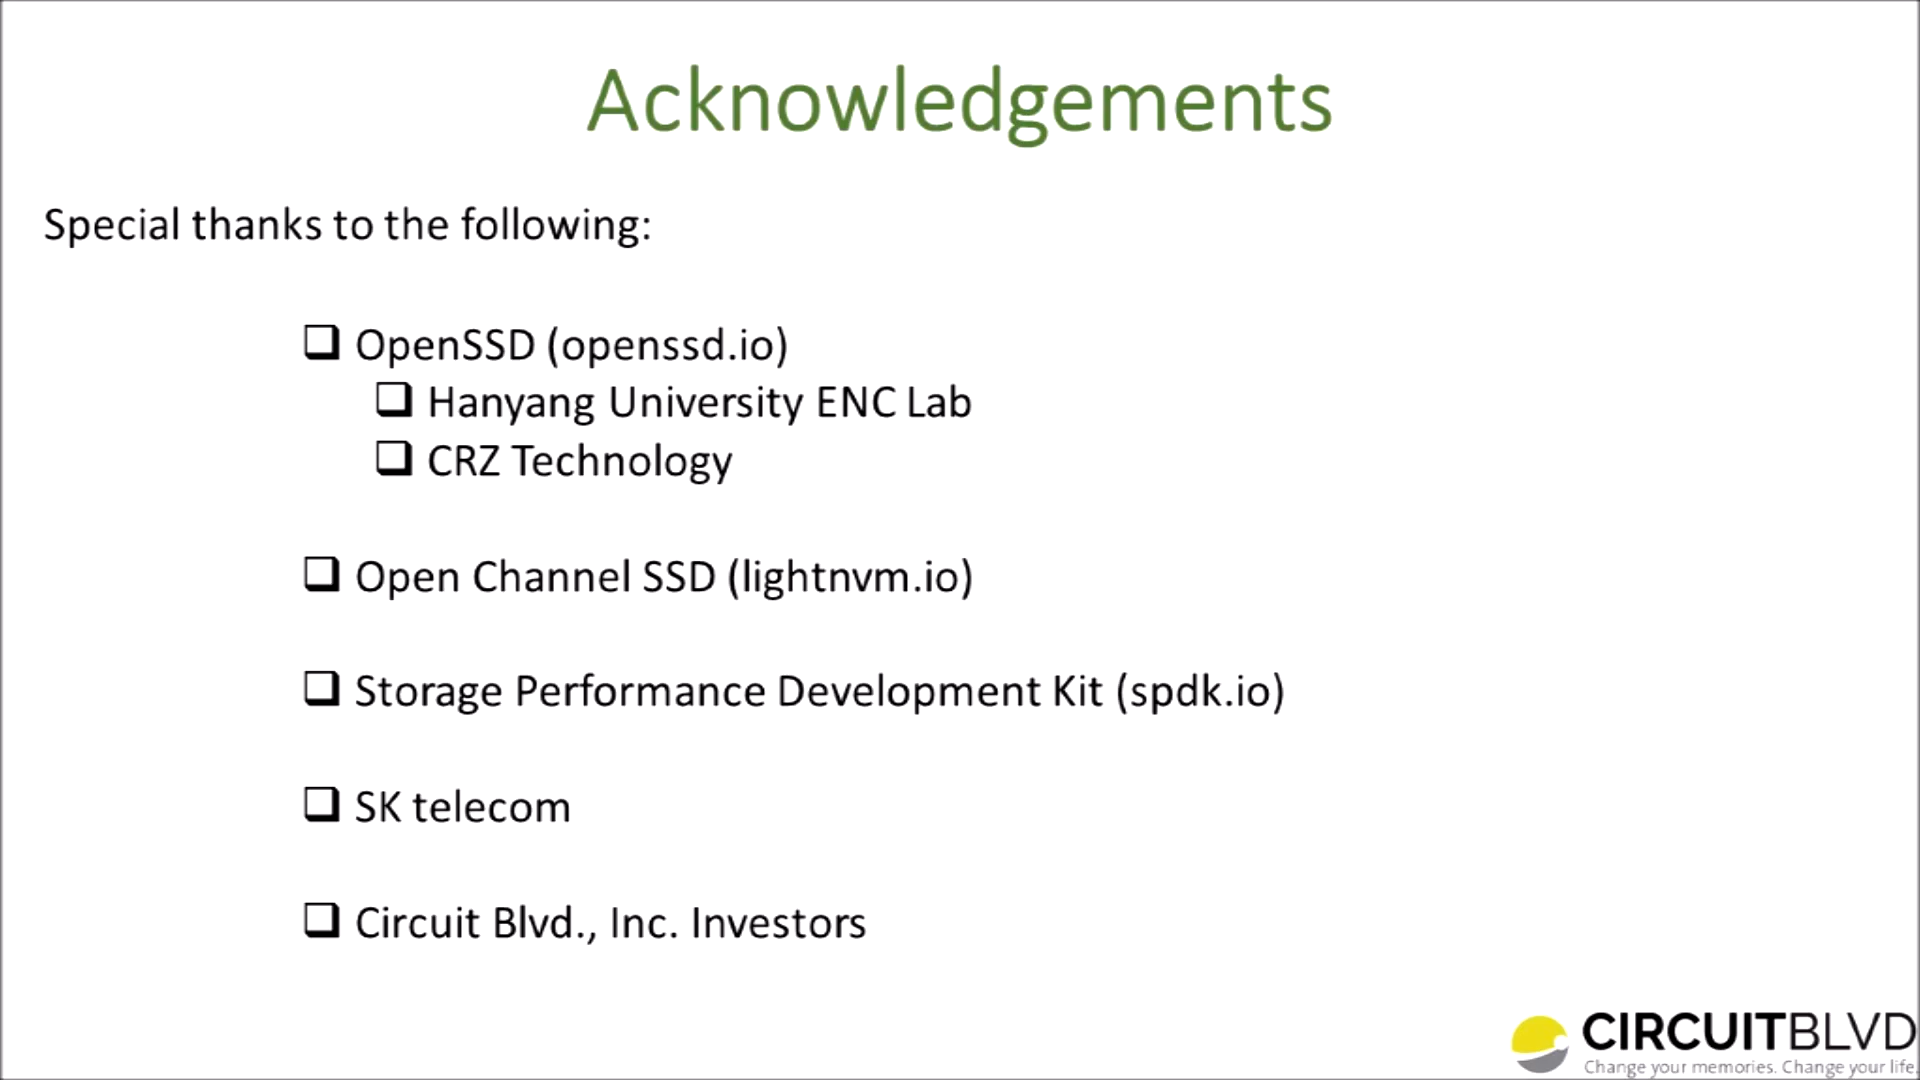 Acknowledgements
Special thanks to the following:
OpenSSD (openssd.io)
Hanyang University ENC Lab
CRZ Technology
Open Channel SSD (lightnvm.io)
Storage Performance Development Kit (spdk.io)
SK telecom
Circuit Blvd., Inc. Investors
CIRCUITBLVD
Change your memories. Change your life.